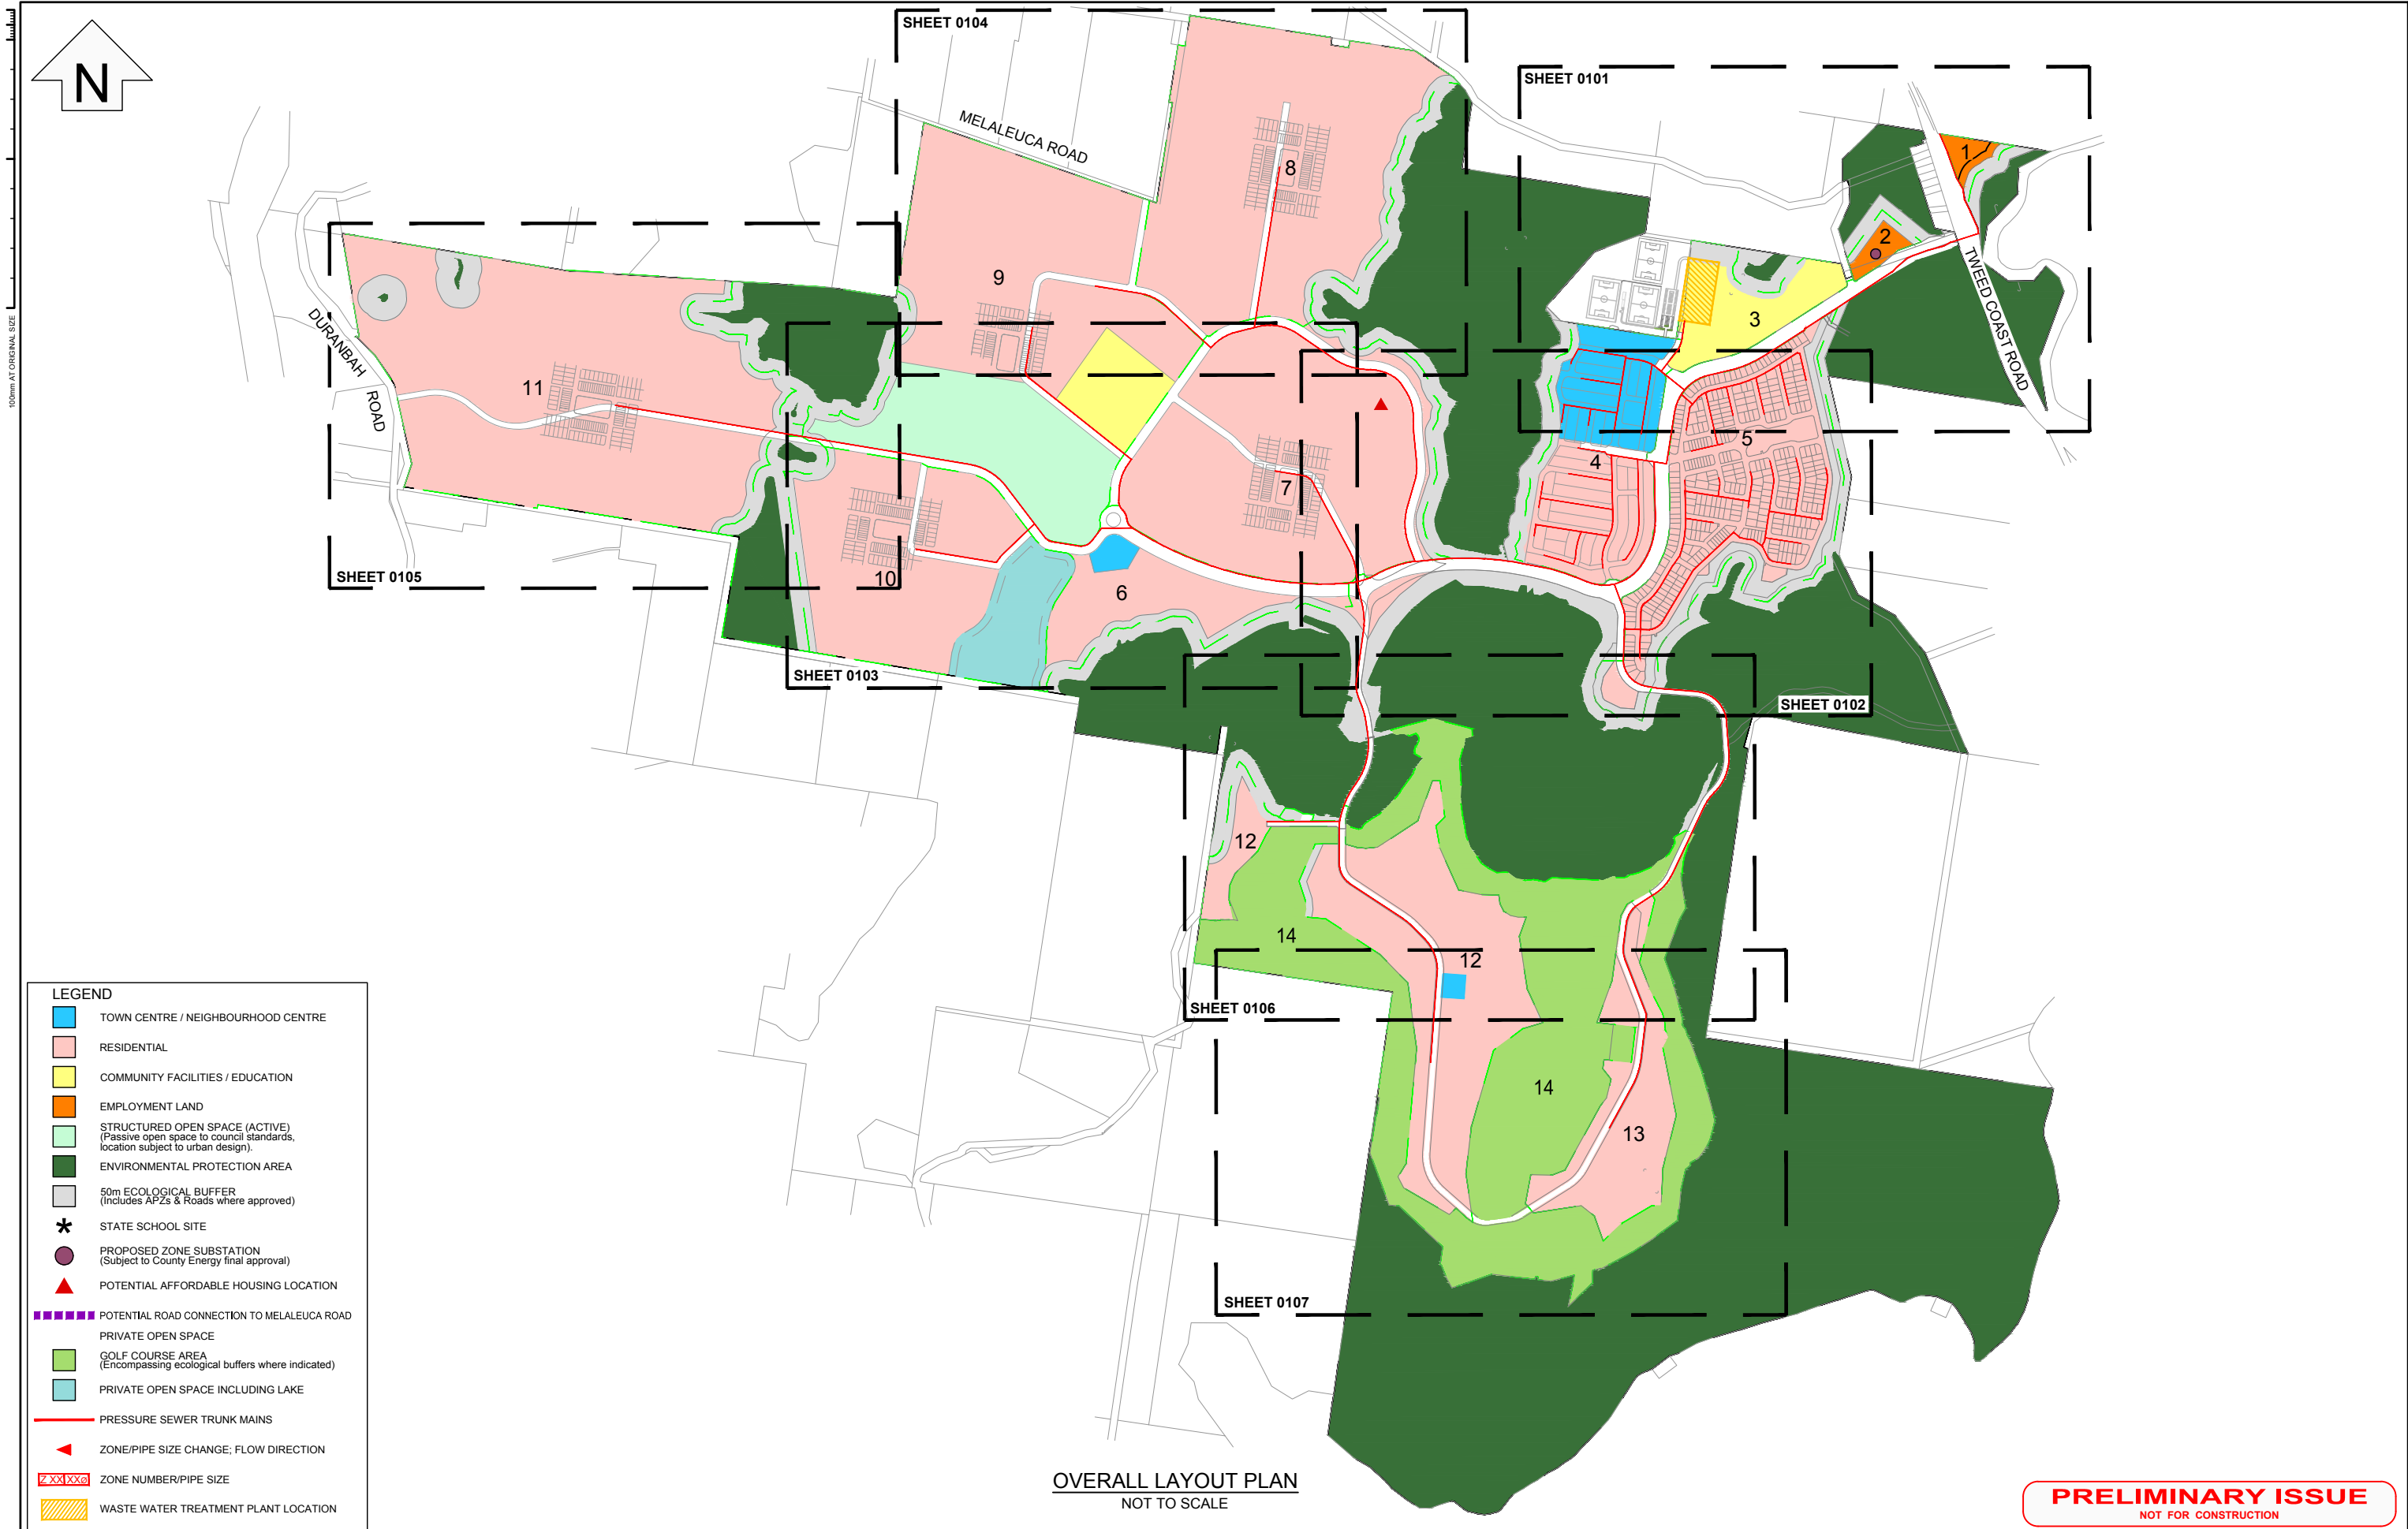 SHEET 0104
SHEET 0101
N
MELALEUCA ROAD
1
8
2
TWEED COAST ROAD
9
3
100mm AT ORIGINAL SIZE
DURANBAH ROAD
11
5
4
7
10
6
SHEET 0105
SHEET 0103
SHEET 0102
12
14
12
SHEET 0106
14
13
SHEET 0107
LEGEND
TOWN CENTRE / NEIGHBOURHOOD CENTRE
RESIDENTIAL
COMMUNITY FACILITIES / EDUCATION
EMPLOYMENT LAND
STRUCTURED OPEN SPACE (ACTIVE)
(Passive open space to council standards,
location subject to urban design).
ENVIRONMENTAL PROTECTION AREA
50m ECOLOGICAL BUFFER
(Includes APZs & Roads where approved)
STATE SCHOOL SITE
PROPOSED ZONE SUBSTATION
(Subject to County Energy final approval)
POTENTIAL AFFORDABLE HOUSING LOCATION
POTENTIAL ROAD CONNECTION TO MELALEUCA ROAD
PRIVATE OPEN SPACE
GOLF COURSE AREA
(Encompassing ecological buffers where indicated)
PRIVATE OPEN SPACE INCLUDING LAKE
PRESSURE SEWER TRUNK MAINS
ZONE/PIPE SIZE CHANGE; FLOW DIRECTION
Z XX XXø ZONE NUMBER/PIPE SIZE
WASTE WATER TREATMENT PLANT LOCATION
OVERALL LAYOUT PLAN
NOT TO SCALE
PRELIMINARY ISSUE
NOT FOR CONSTRUCTION